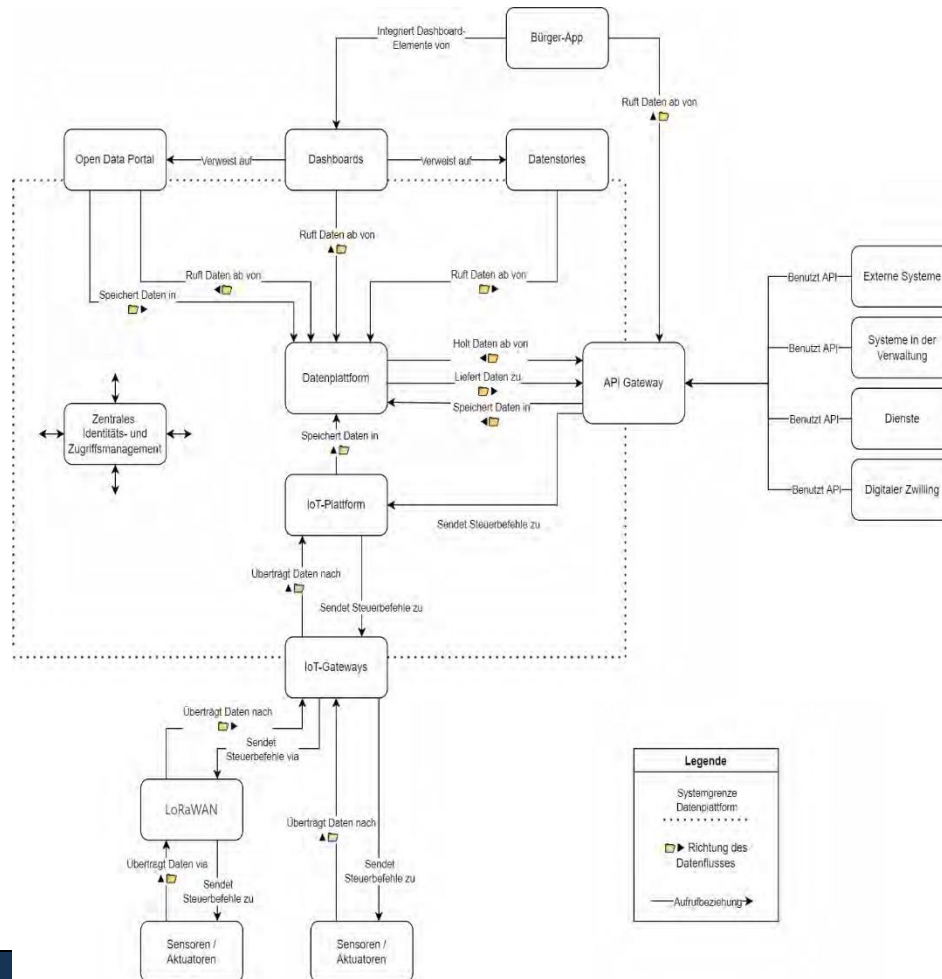 Integriert Dashboard-
Elemente von
Bürger-App
Ruft Daten ab von
Open Data Portal
Verweist auf
Dashboards
Verweist auf
Datenstories
Ruft Daten ab von
Ruft Daten ab von
Ruft Daten ab von
Speichert Daten in
Benutzt API
Externe Systeme
Holt Daten ab von
Benutzt API
Systeme in der
Verwaltung
Datenplattform
Liefert Daten zu
API Gateway
Speichert Daten in
Zentrales
Identitäts- und
Zugriffsmanagement
Benutzt API
Dienste
Speichert Daten in
IoT-Plattform
Benutzt API
Digitaler Zwilling
Sendet Steuerbefehle zu
Überträgt Daten nach
Sendet Steuerbefehle zu
IoT-Gateways
Überträgt Daten nach
Sendet
Steuerbefehle via
LoRaWAN
Überträgt Daten nach
Überträgt Daten via
Sendet
Steuerbefehle zu
Sendet
Steuerbefehle zu
Sensoren /
Aktuatoren
Sensoren /
Aktuatoren
Legende
Systemgrenze
Datenplattform
Richtung des
Datenflusses
Aufrufbeziehung